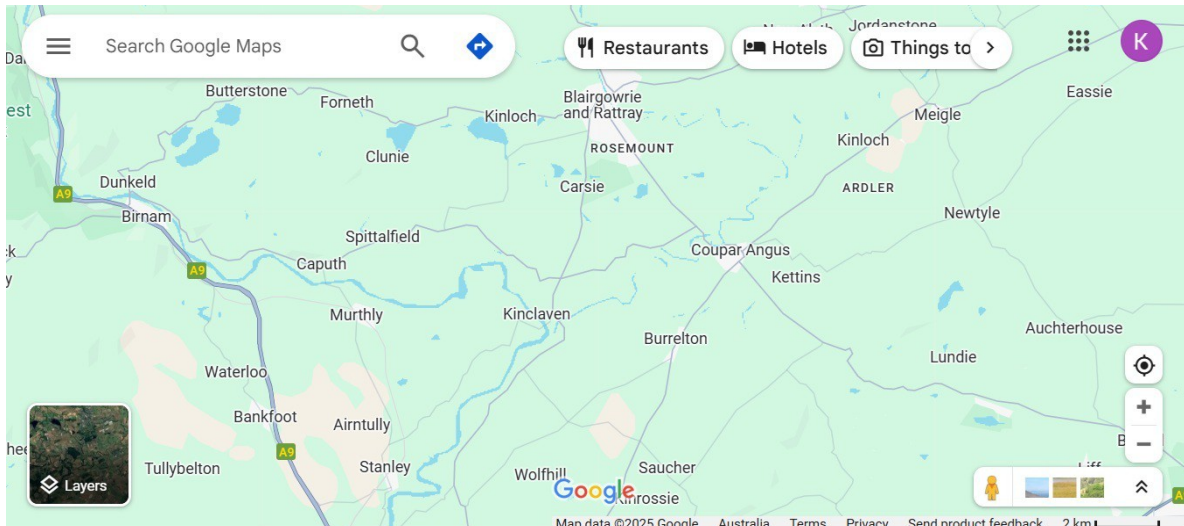 Search Google Maps
Restaurants
Hotels
Things to
K
Jordanstone
Eassie
Butterstone
Forneth
Blairgowrie
and Rattray
Kinloch
Meigle
ROSEMOUNT
Kinloch
Clunie
Dunkeld
Carsie
ARDLER
A9
Birnam
Newtyle
Spittalfield
Coupar Angus
Caputh
A9
Kettins
Murthly
Kinclaven
Auchterhouse
Burrelton
Lundie
Waterloo
Bankfoot
Airntully
A9
Tullybelton
Stanley
Wolfhill
Saucher
Layers
Google
Map data ©2025 Google Australia Terms Privacy Send product feedback 2 km